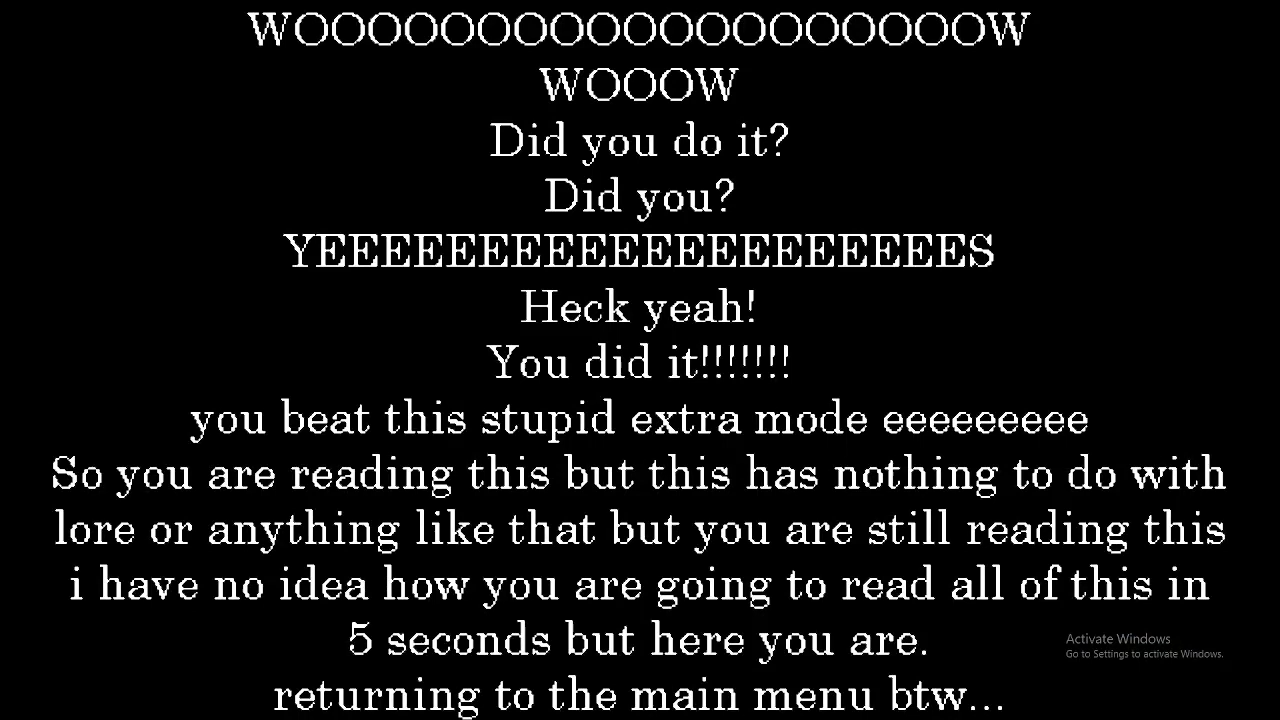 WOOOOOOOOOOOOOOOOOOOW
WOOOW
Did you do it?
Did you?
YEEEEEEEEEEEEEEEEEEEES
Heck yeah!
You did it!!!!!!!
you beat this stupid extra mode eeeeeeeee
So you are reading this but this has nothing to do with
lore or anything like that but you are still reading this
i have no idea how you are going to read all of this in
5 seconds but here you are.
Activate Windows
Go to Settings to activate Windows.
returning to the main menu btw...